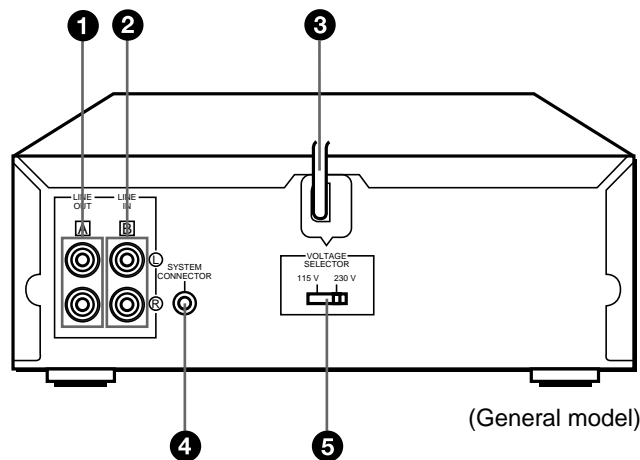 1 2 3
LINE OUT LINE IN
A B
L
R
SYSTEM CONNECTOR
VOLTAGE SELECTOR
115 V 230 V
4 5
(General model)